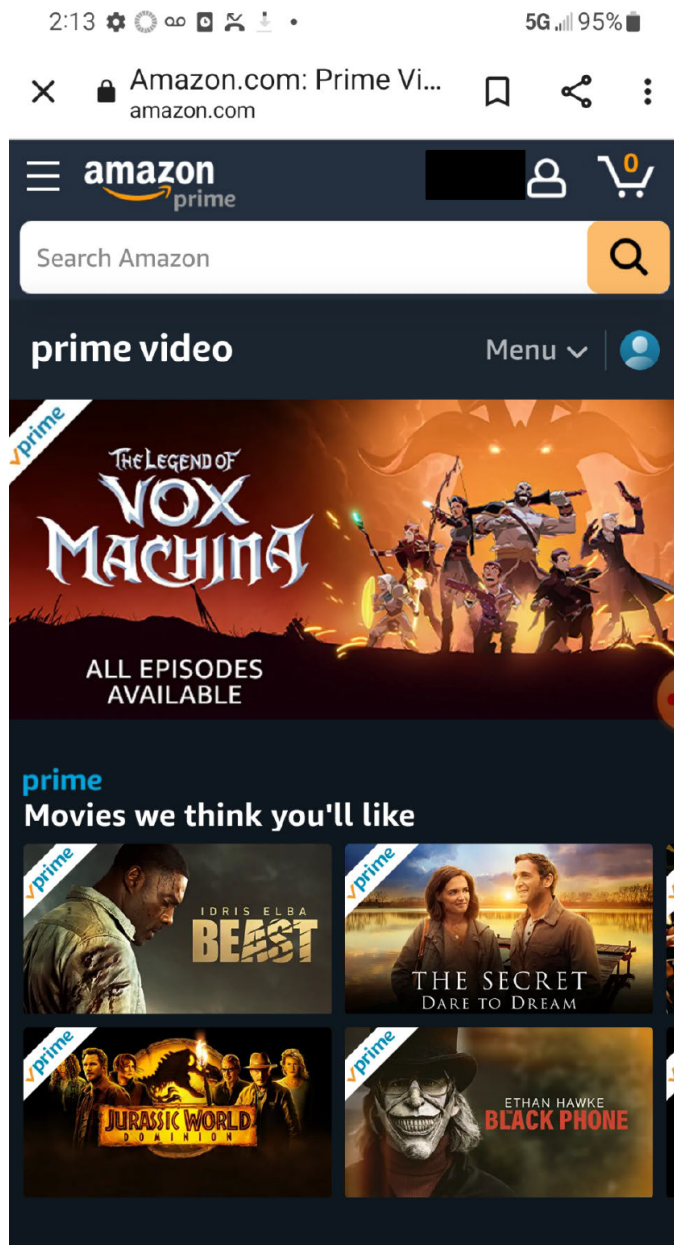 2:13 5G 95%
Amazon.com: Prime Vi...
amazon.com
amazon
prime
0
Search Amazon
prime video
Menu
prime
THE LEGEND OF
VOX
MACHINA
ALL EPISODES
AVAILABLE
prime
Movies we think you'll like
prime
IDRIS ELBA
BEAST
prime
THE SECRET
DARE TO DREAM
prime
JURASSIC WORLD
DOMINION
prime
ETHAN HAWKE
THE BLACK PHONE